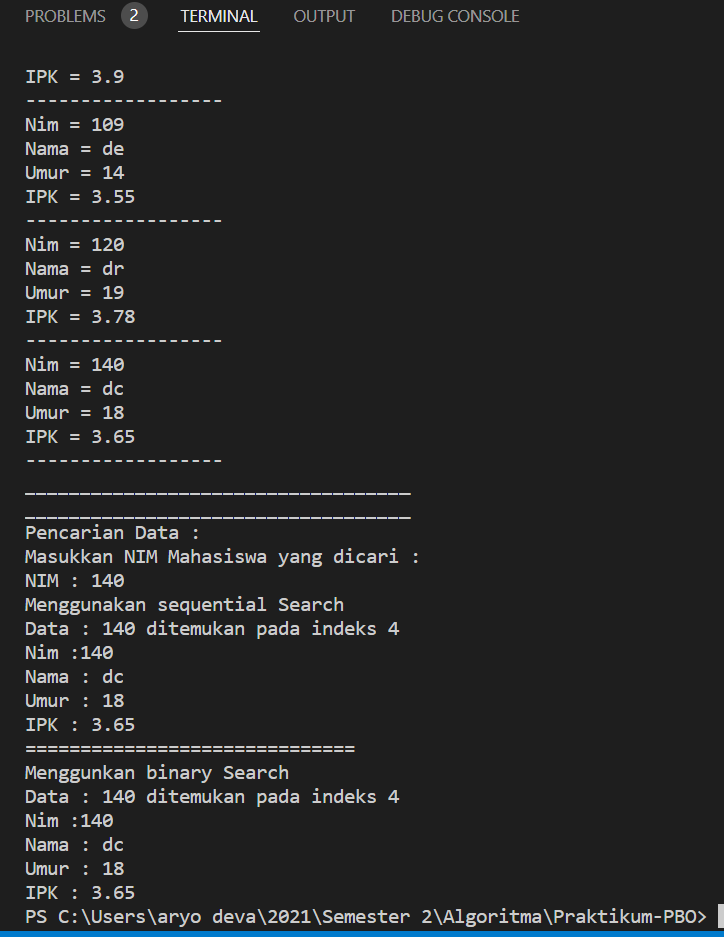 PROBLEMS 2 TERMINAL OUTPUT DEBUG CONSOLE
IPK = 3.9
------------------
Nim = 109
Nama = de
Umur = 14
IPK = 3.55
------------------
Nim = 120
Nama = dr
Umur = 19
IPK = 3.78
------------------
Nim = 140
Nama = dc
Umur = 18
IPK = 3.65
------------------
___________________________________
___________________________________
Pencarian Data :
Masukkan NIM Mahasiswa yang dicari :
NIM : 140
Menggunakan sequential Search
Data : 140 ditemukan pada indeks 4
Nim :140
Nama : dc
Umur : 18
IPK : 3.65
==============================
Menggunkan binary Search
Data : 140 ditemukan pada indeks 4
Nim :140
Nama : dc
Umur : 18
IPK : 3.65
PS C:\Users\aryo deva\2021\Semester 2\Algoritma\Praktikum-PBO>